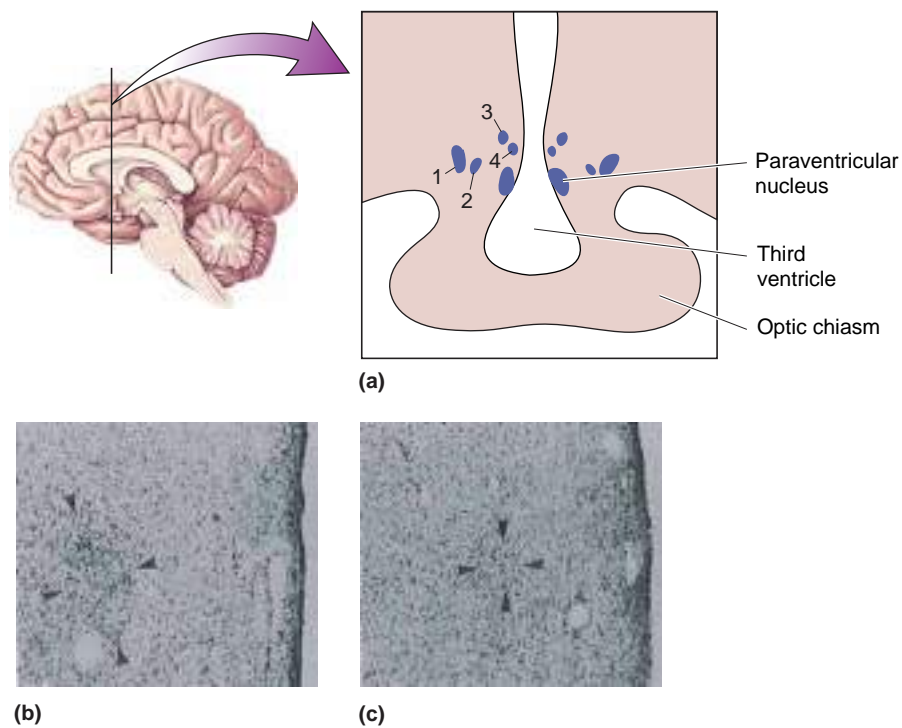 3
4
1
2
Paraventricular
nucleus
Third
ventricle
Optic chiasm
(a)
(b)
(c)